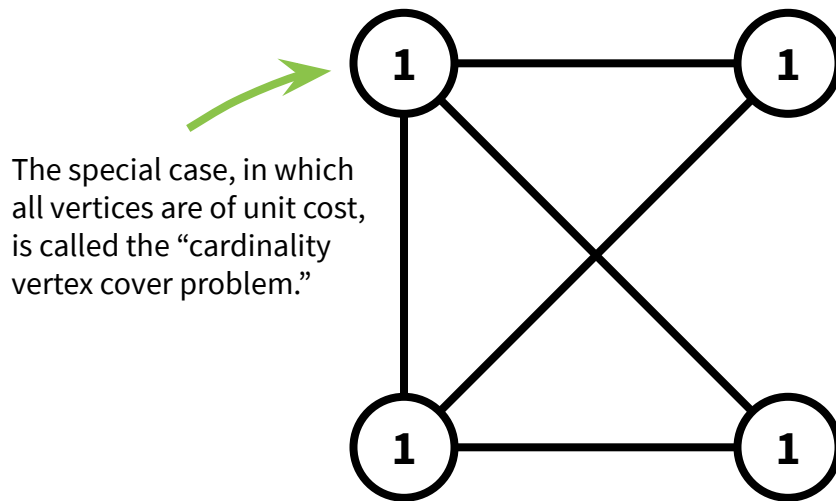 1
1
The special case, in which
all vertices are of unit cost,
is called the “cardinality
vertex cover problem.”
1
1